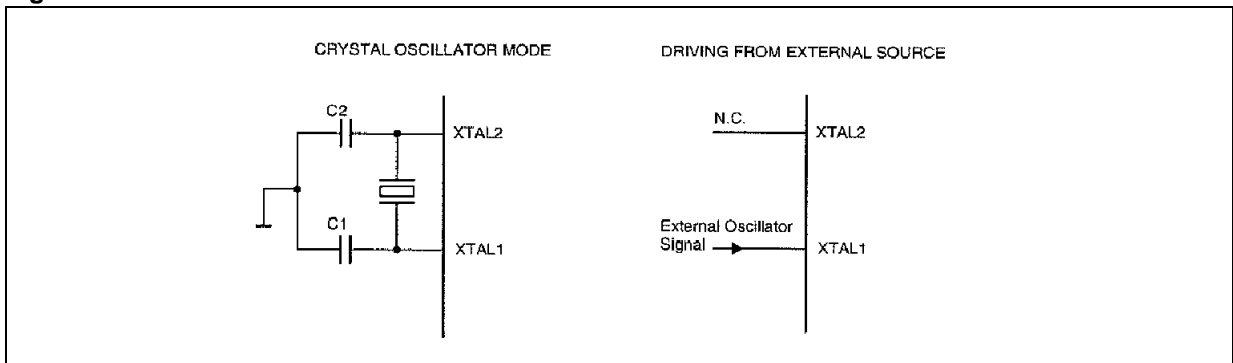 CRYSTAL OSCILLATOR MODE
DRIVING FROM EXTERNAL SOURCE
C2
XTAL2
C1
XTAL1
N.C.
XTAL2
External Oscillator
Signal
XTAL1